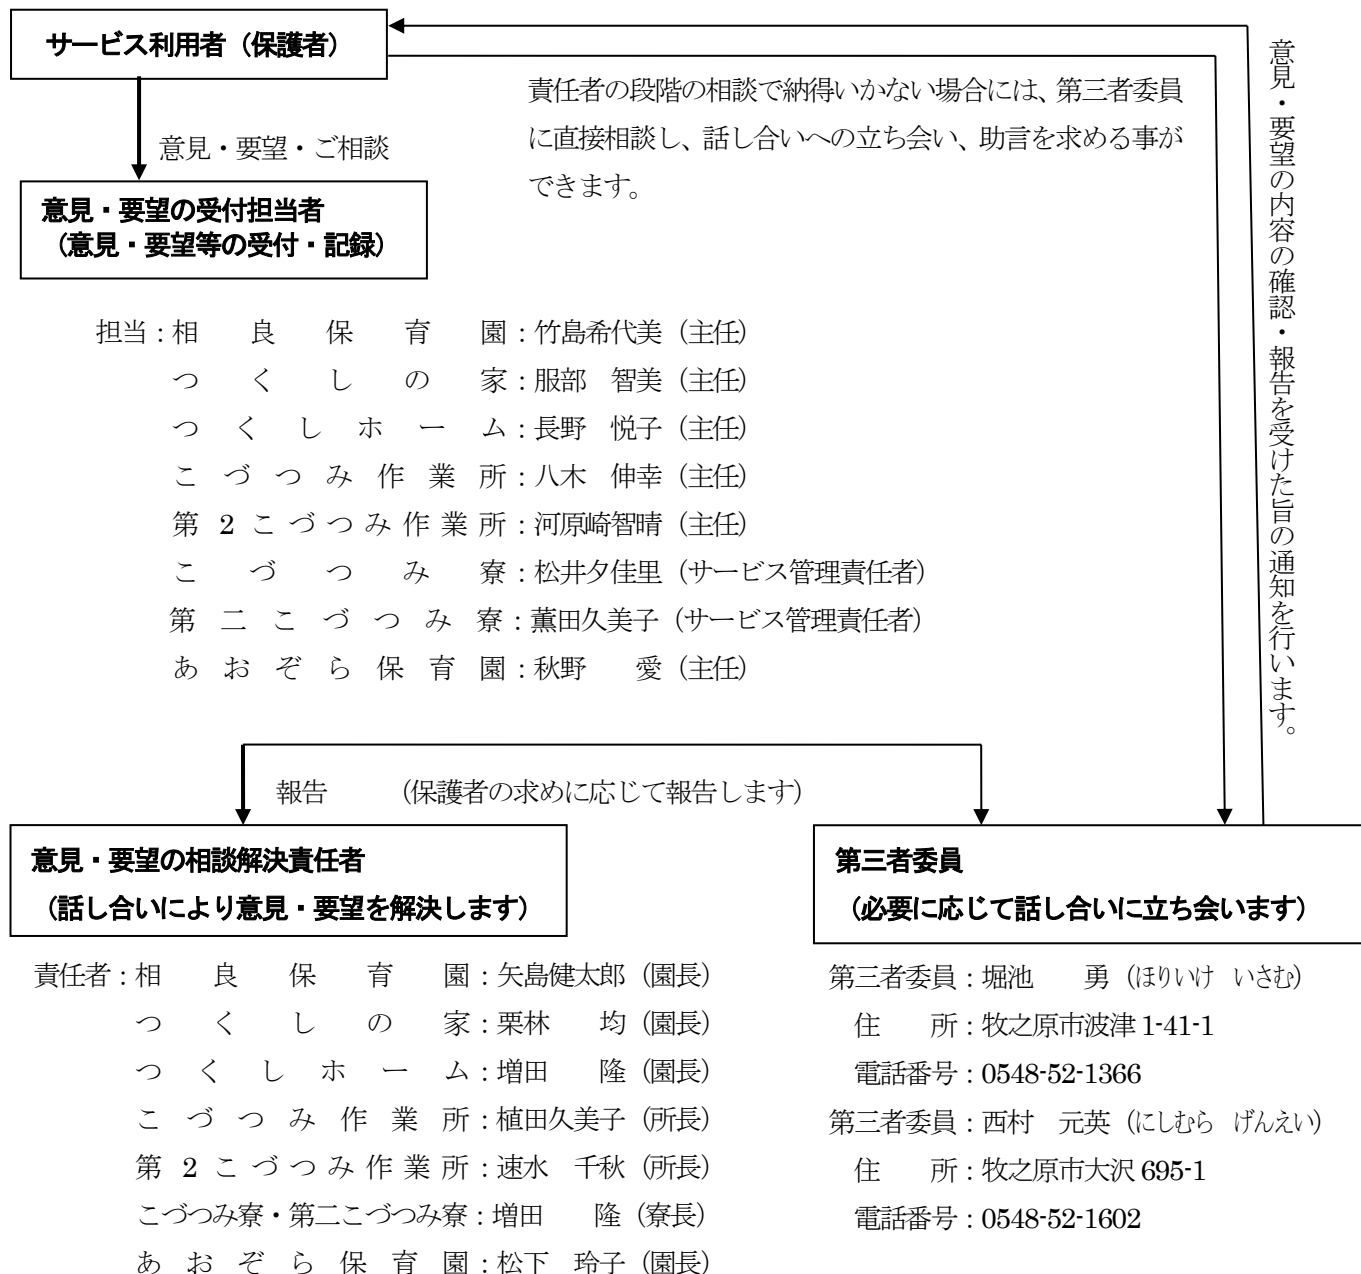 サービス利用者（保護者）
責任者の段階の相談で納得いかない場合には、第三者委員
に直接相談し、話し合いへの立ち会い、助言を求める事が
できます。
意見・要望の内容の確認・報告を受けた旨の通知を行います。
意見・要望・ご相談
意見・要望の受付担当者
（意見・要望等の受付・記録）
担当：相良保育園：竹島希代美（主任）
つくしの家：服部　智美（主任）
つくしホーム：長野　悦子（主任）
こづつみ作業所：八木　伸幸（主任）
第2こづつみ作業所：河原崎智晴（主任）
こづつみ寮：松井夕佳里（サービス管理責任者）
第二こづつみ寮：薫田久美子（サービス管理責任者）
あおぞら保育園：秋野　愛（主任）
報告　（保護者の求めに応じて報告します）
意見・要望の相談解決責任者
（話し合いにより意見・要望を解決します）
責任者：相良保育園：矢島健太郎（園長）
つくしの家：栗林　均（園長）
つくしホーム：増田　隆（園長）
こづつみ作業所：植田久美子（所長）
第2こづつみ作業所：速水　千秋（所長）
こづつみ寮・第二こづつみ寮：増田　隆（寮長）
あおぞら保育園：松下　玲子（園長）
第三者委員
（必要に応じて話し合いに立ち会います）
第三者委員：堀池　勇（ほりいけ　いさむ）
住　所：牧之原市波津1-41-1
電話番号：0548-52-1366
第三者委員：西村　元英（にしむら　げんえい）
住　所：牧之原市大沢695-1
電話番号：0548-52-1602